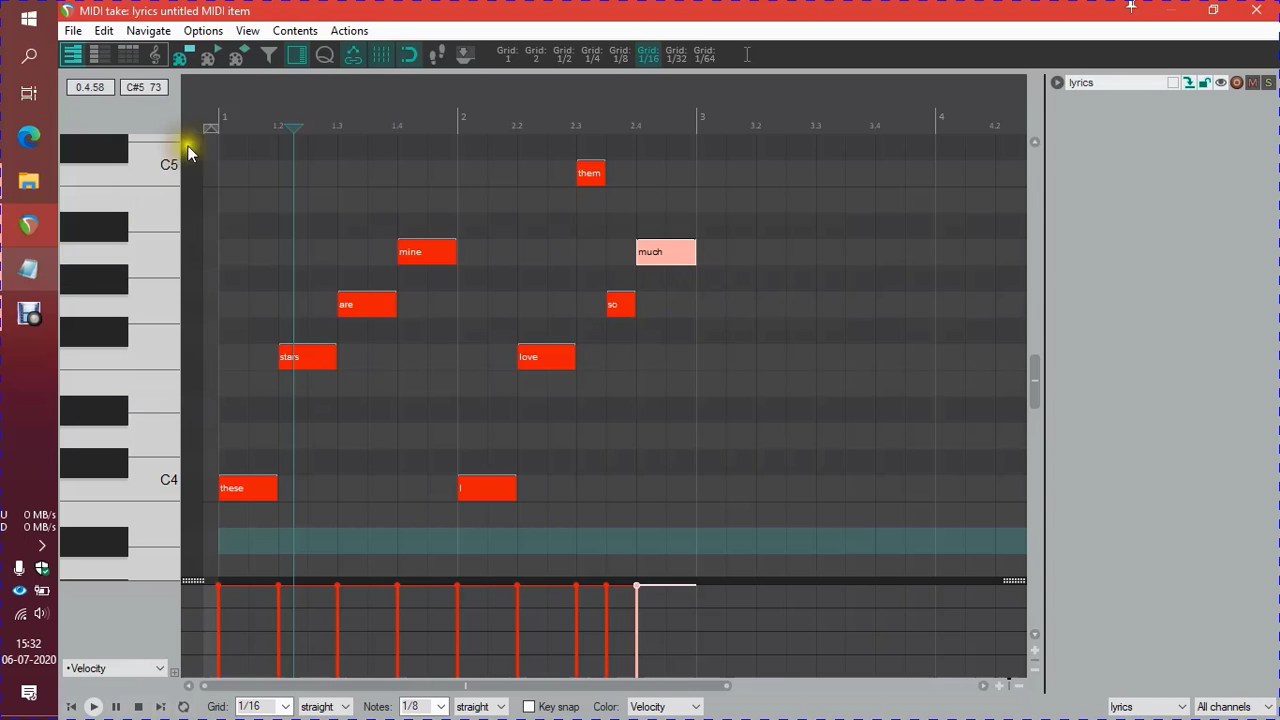 MIDI take: lyrics untitled MIDI item
File Edit Navigate Options View Contents Actions
Grid: 1 Grid: 2 Grid: 1/2 Grid: 1/4 Grid: 1/8 Grid: 1/16 Grid: 1/32 Grid: 1/64
0.4.58 C#5 73
lyrics M S
1 2 3 4
1.2 1.3 1.4 2.2 2.3 2.4 3.2 3.3 3.4 4.2
C5
them
mine
much
are
so
stars
love
C4
these
I
U 0 MB/s
D 0 MB/s
15:32
06-07-2020
Velocity
Grid: 1/16 straight Notes: 1/8 straight Key snap Color: Velocity lyrics All channels